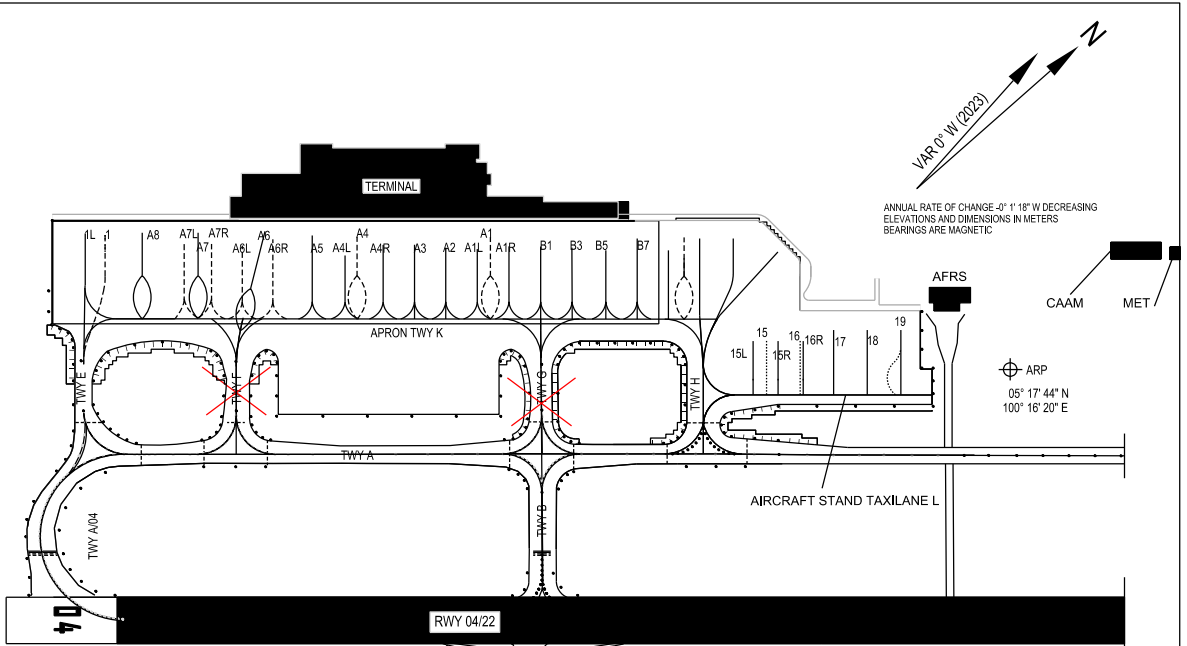 N
VAR 0° W (2023)
ANNUAL RATE OF CHANGE -0° 1' 18" W DECREASING
ELEVATIONS AND DIMENSIONS IN METERS
BEARINGS ARE MAGNETIC
TERMINAL
1L
1
A8
A7L
A7
A7R
A6L
A6
A6R
A5
A4L
A4
A4R
A3
A2
A1L
A1
A1R
B1
B3
B5
B7
AFRS
CAAM
MET
APRON TWY K
15L
15
15R
16
16R
17
18
19
ARP
05° 17' 44" N
100° 16' 20" E
TWY E
TWY F
TWY G
TWY H
TWY A
AIRCRAFT STAND TAXILANE L
TWY A/04
TWY B
04
RWY 04/22